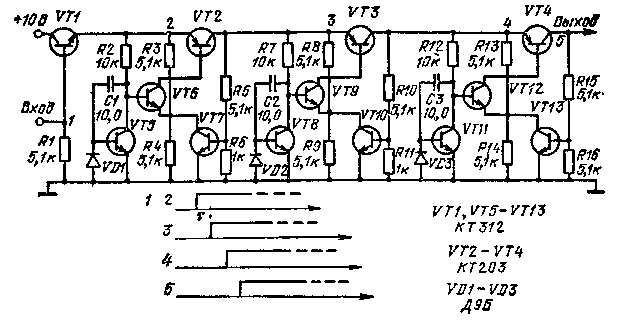 +10В
VT1
2
VT2
3
VT3
4
VT4
Выход
5
R2
10к
R3
5,1к
R7
10к
R8
5,1к
R12
10к
R13
5,1к
Вход
1
C1
10,0
VT6
R5
5,1к
C2
10,0
VT9
R10
5,1к
C3
10,0
VT12
R15
5,1к
R1
5,1к
VT5
VT7
VT8
VT10
VT11
VT13
VD1
R4
5,1к
R6
1к
VD2
R9
5,1к
R11
1к
VD3
R14
5,1к
R16
5,1к
1 2
τ
3
4
5
VT1, VT5-VT13
КТ312
VT2-VT4
КТ203
VD1-VD3
Д9Б